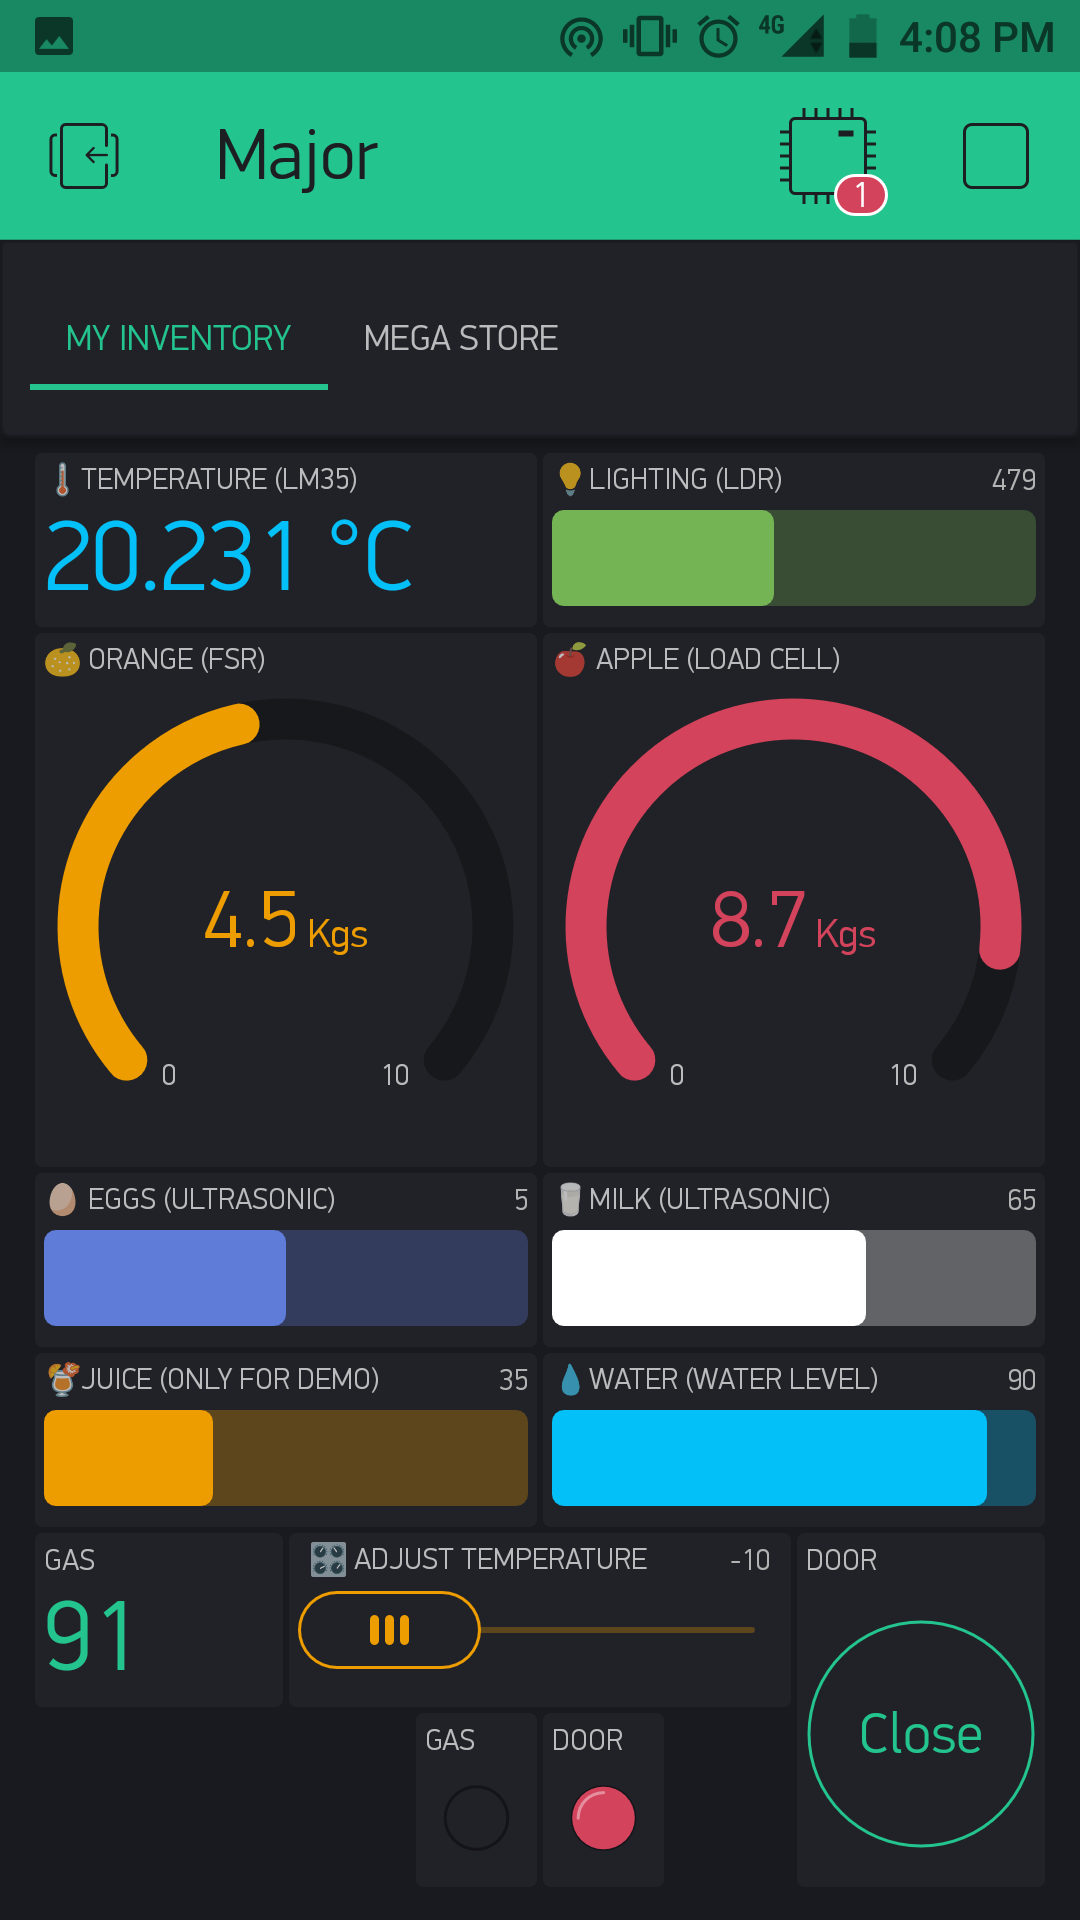 4G 4:08 PM
Major
1
MY INVENTORY MEGA STORE
TEMPERATURE (LM35)
20.231 °C
LIGHTING (LDR) 479
ORANGE (FSR)
4.5 Kgs
0 10
APPLE (LOAD CELL)
8.7 Kgs
0 10
EGGS (ULTRASONIC) 5
MILK (ULTRASONIC) 65
JUICE (ONLY FOR DEMO) 35
WATER (WATER LEVEL) 90
GAS
91
ADJUST TEMPERATURE -10
DOOR
Close
GAS
DOOR